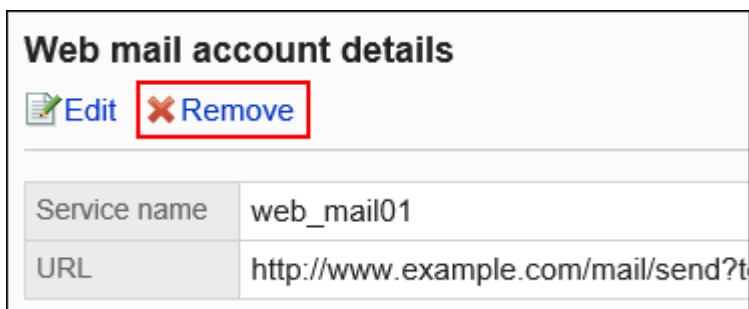 Web mail account details
Edit Remove
Service name web_mail01
URL http://www.example.com/mail/send?t